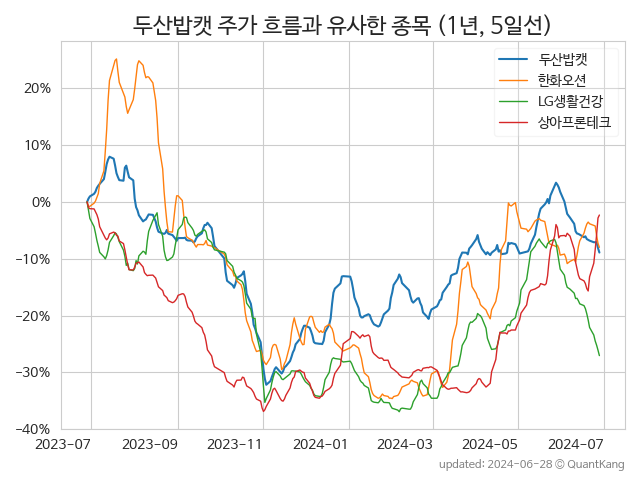 두산밥캣 주가 흐름과 유사한 종목 (1년, 5일선)
두산밥캣
한화오션
LG생활건강
상아프론테크
20%
10%
0%
−10%
−20%
−30%
−40%
2023-07 2023-09 2023-11 2024-01 2024-03 2024-05 2024-07
updated: 2024-06-28 © QuantKang